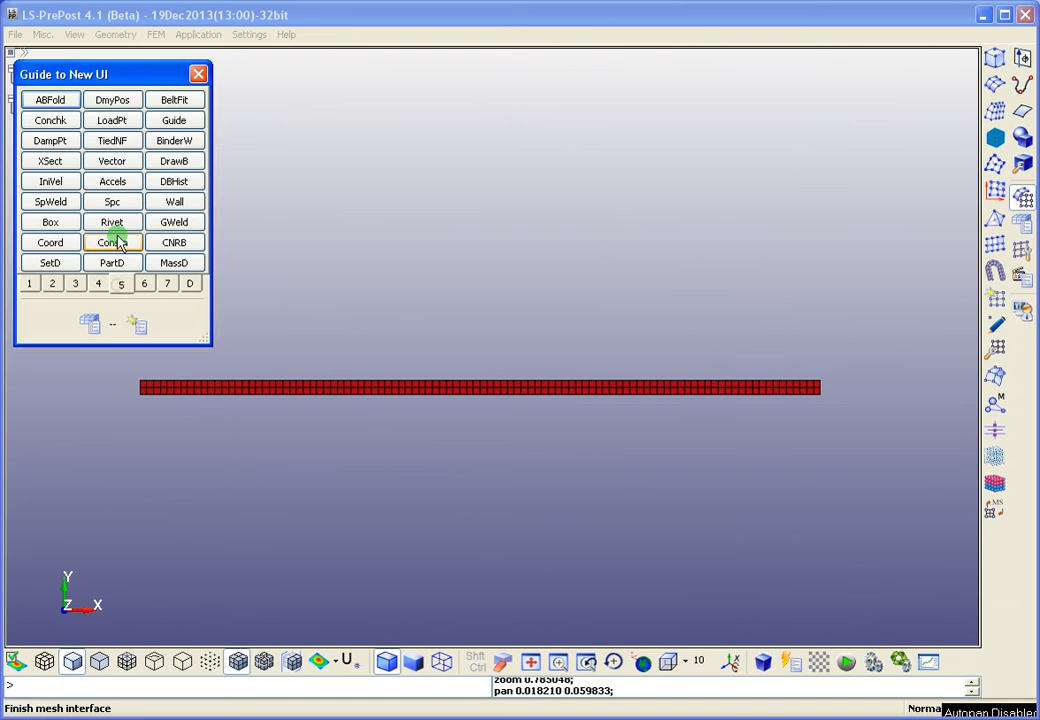 LS-PrePost 4.1 (Beta) - 19Dec2013(13:00)-32bit
File Misc. View Geometry FEM Application Settings Help
Guide to New UI
ABFold DmyPos BeltFit
Conchk LoadPt Guide
DampPt TiedNF BinderW
XSect Vector DrawB
IniVel Accels DBHist
SpWeld Spc Wall
Box Rivet GWeld
Coord CNRB
SetD PartD MassD
1 2 3 4 5 6 7 D
--
M
MS
Y
Z X
U Shft 10
Ctrl
>
zoom 0.785048;
pan 0.018210 0.059833;
Finish mesh interface
Norma
Autopan Disabled